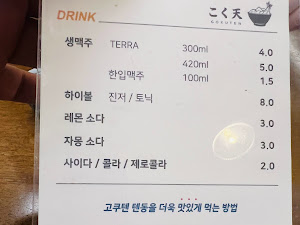 DRINK
こく天
GOKUTEN
생맥주 TERRA 300ml 4.0
420ml 5.0
한입맥주 100ml 1.5
하이볼 진저 / 토닉 8.0
레몬 소다 3.0
자몽 소다 3.0
사이다 / 콜라 / 제로콜라 2.0
고쿠텐 텐동을 더욱 맛있게 먹는 방법